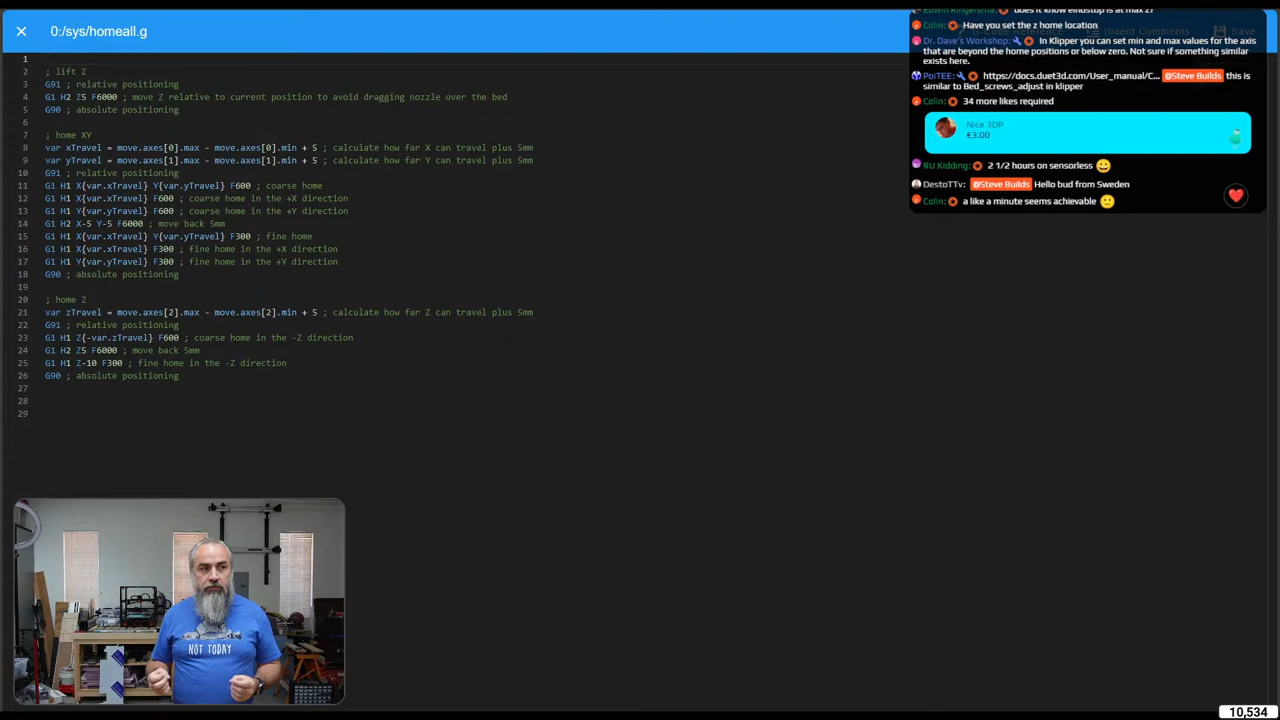 0:/sys/homeall.g
G-Code Reference
Indent Comments
Save
1
2 ; lift Z
3 G91 ; relative positioning
4 G1 H2 Z5 F6000 ; move Z relative to current position to avoid dragging nozzle over the bed
5 G90 ; absolute positioning
6
7 ; home XY
8 var xTravel = move.axes[0].max - move.axes[0].min + 5 ; calculate how far X can travel plus 5mm
9 var yTravel = move.axes[1].max - move.axes[1].min + 5 ; calculate how far Y can travel plus 5mm
10 G91 ; relative positioning
11 G1 H1 X{var.xTravel} Y{var.yTravel} F600 ; coarse home
12 G1 H1 X{var.xTravel} F600 ; coarse home in the +X direction
13 G1 H1 Y{var.yTravel} F600 ; coarse home in the +Y direction
14 G1 H2 X-5 Y-5 F6000 ; move back 5mm
15 G1 H1 X{var.xTravel} Y{var.yTravel} F300 ; fine home
16 G1 H1 X{var.xTravel} F300 ; fine home in the +X direction
17 G1 H1 Y{var.yTravel} F300 ; fine home in the +Y direction
18 G90 ; absolute positioning
19
20 ; home Z
21 var zTravel = move.axes[2].max - move.axes[2].min + 5 ; calculate how far Z can travel plus 5mm
22 G91 ; relative positioning
23 G1 H1 Z{-var.zTravel} F600 ; coarse home in the -Z direction
24 G1 H2 Z5 F6000 ; move back 5mm
25 G1 H1 Z-10 F300 ; fine home in the -Z direction
26 G90 ; absolute positioning
27
28
29
Edwin Ringersma: does it know eindstop is at max z?
Colin: Have you set the z home location
Dr. Dave's Workshop: In Klipper you can set min and max values for the axis
that are beyond the home positions or below zero. Not sure if something similar
exists here.
PoiTEE: https://docs.duet3d.com/User_manual/C... @Steve Builds this is
similar to Bed_screws_adjust in klipper
Colin: 34 more likes required
Nice 3DP
€3.00
RU Kidding: 2 1/2 hours on sensorless 😀
DestoTTv: @Steve Builds Hello bud from Sweden
Colin: a like a minute seems achievable 🙂
NOT TODAY
10,534